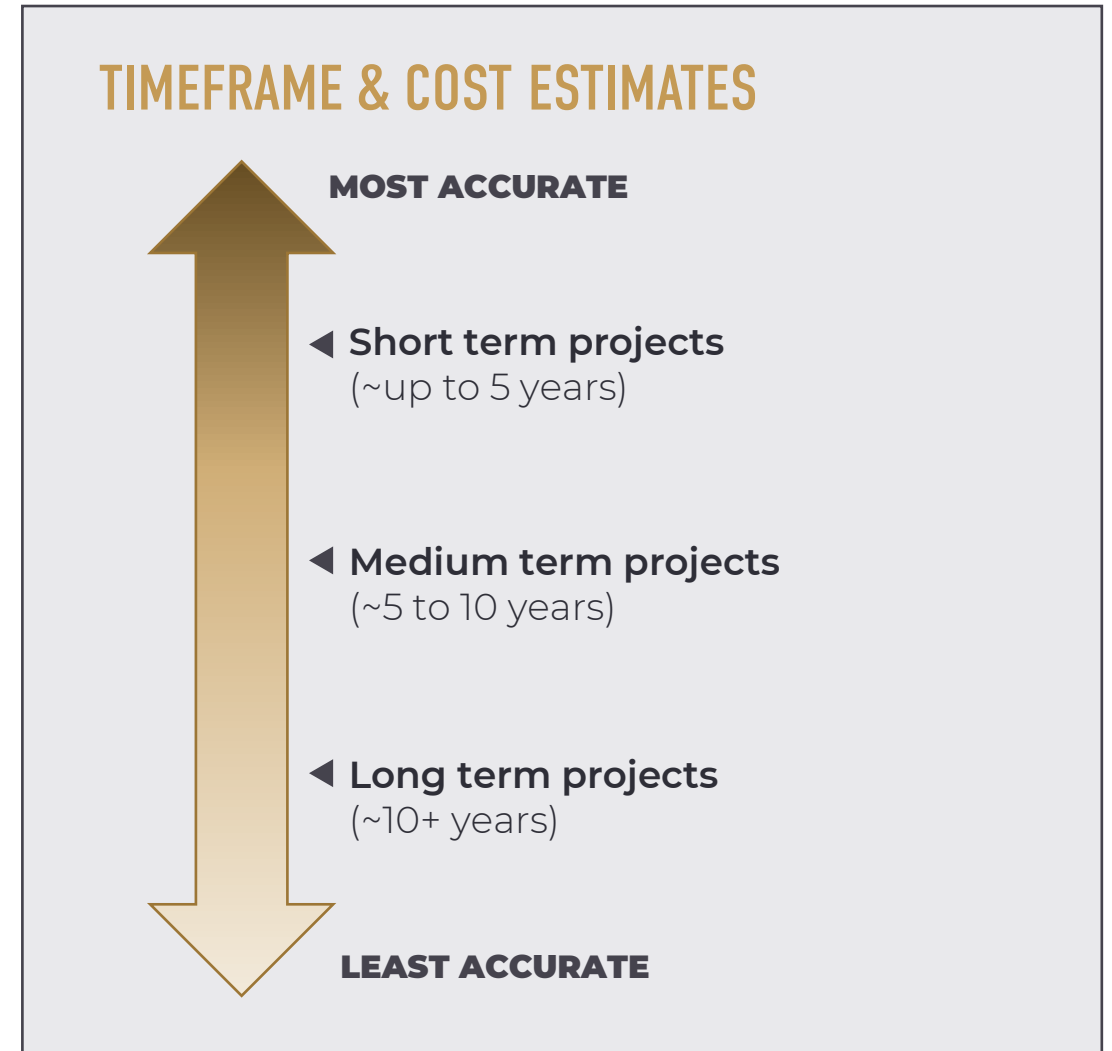 TIMEFRAME & COST ESTIMATES
MOST ACCURATE
Short term projects
(~up to 5 years)
Medium term projects
(~5 to 10 years)
Long term projects
(~10+ years)
LEAST ACCURATE